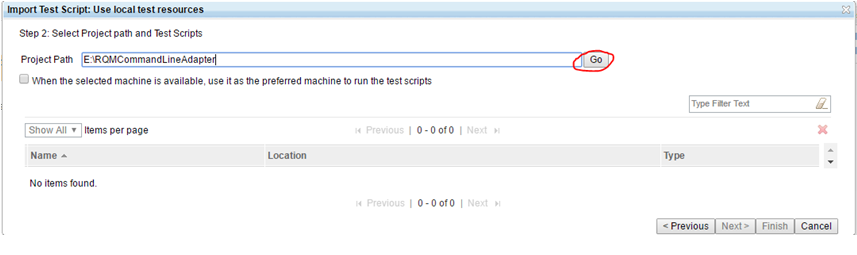 Import Test Script: Use local test resources
Step 2: Select Project path and Test Scripts
Project Path E:\RQMCommandLineAdapter Go
When the selected machine is available, use it as the preferred machine to run the test scripts
Type Filter Text
Show All Items per page Previous | 0 - 0 of 0 | Next
Name Location Type
No items found.
Previous | 0 - 0 of 0 | Next
< Previous Next > Finish Cancel